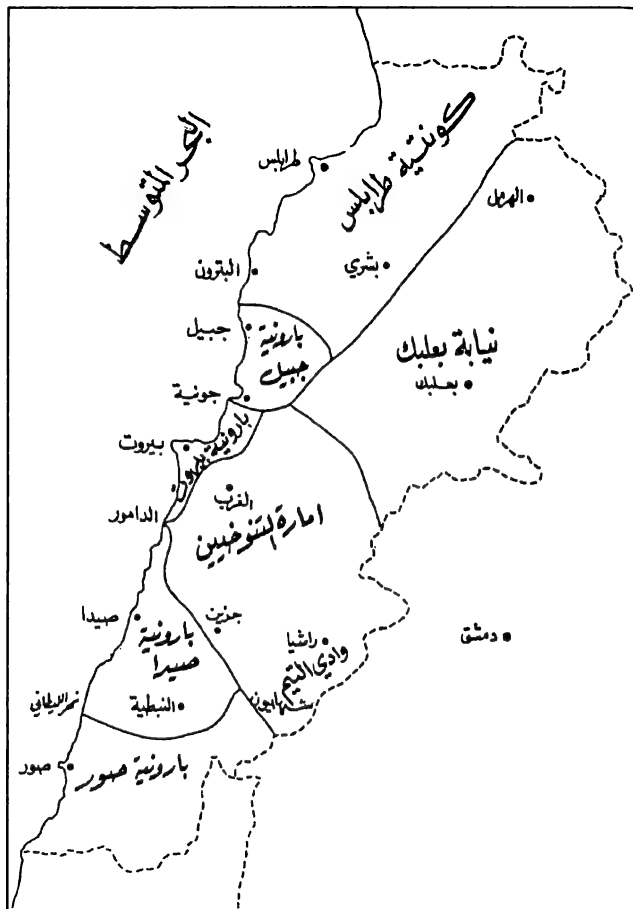 البحر المتوسط
كونتية طرابلس
طرابلس
الهرمل
البترون
بشري
جبيل
بارونية
جبيل
نيابة بعلبك
بعلبك
جونية
بارونية بيروت
بيروت
الغرب
الدامور
امارة التنوخيين
صيدا
بارونية
صيدا
جزين
راشيا
وادي التيم
دمشق
نهر الليطاني
النبطية
صور
بارونية صور